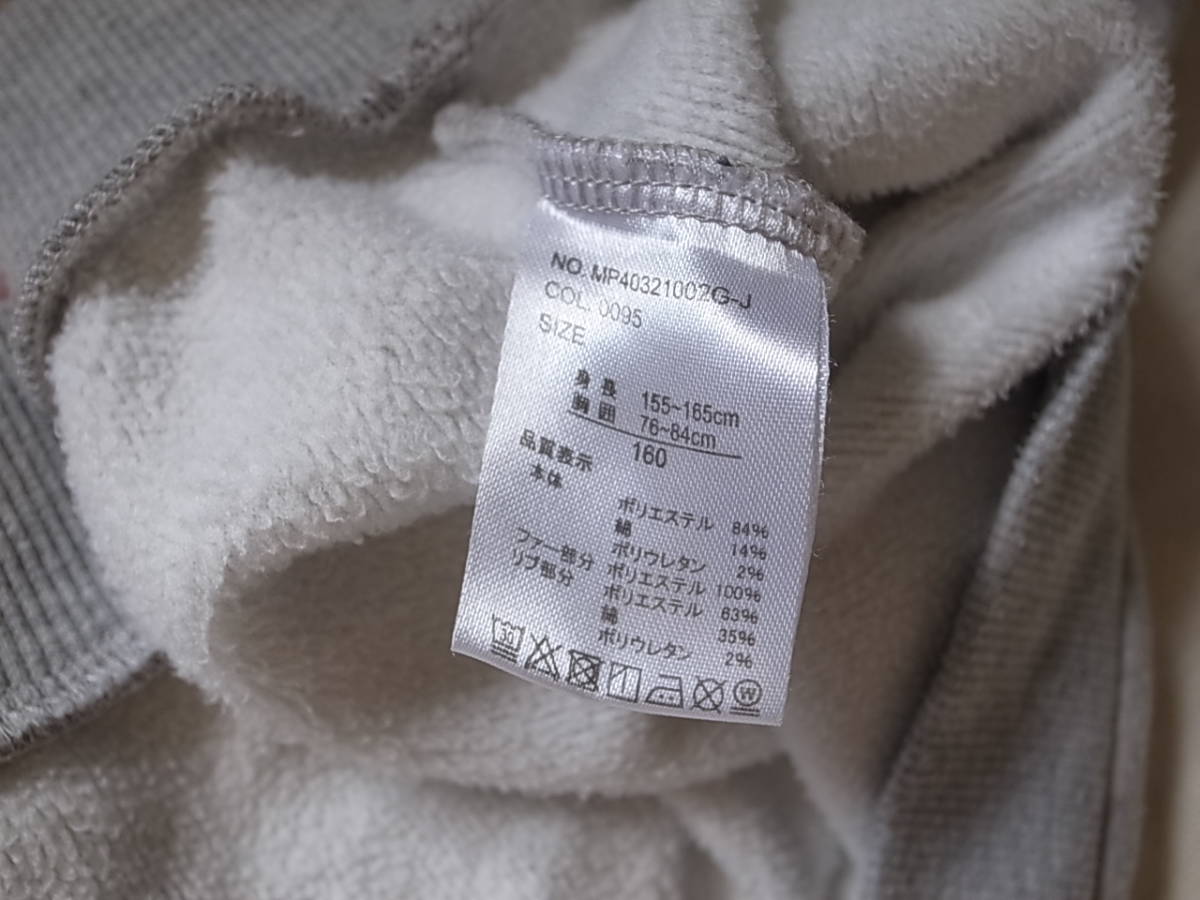 NO. MP40321002G-J
COL. 0095
SIZE
身長 155~165cm
胸囲 76~84cm
160
品質表示
本体
ポリエステル 84%
綿 14%
ポリウレタン 2%
ファー部分 ポリエステル 100%
リブ部分 ポリエステル 63%
綿 35%
ポリウレタン 2%
30 W